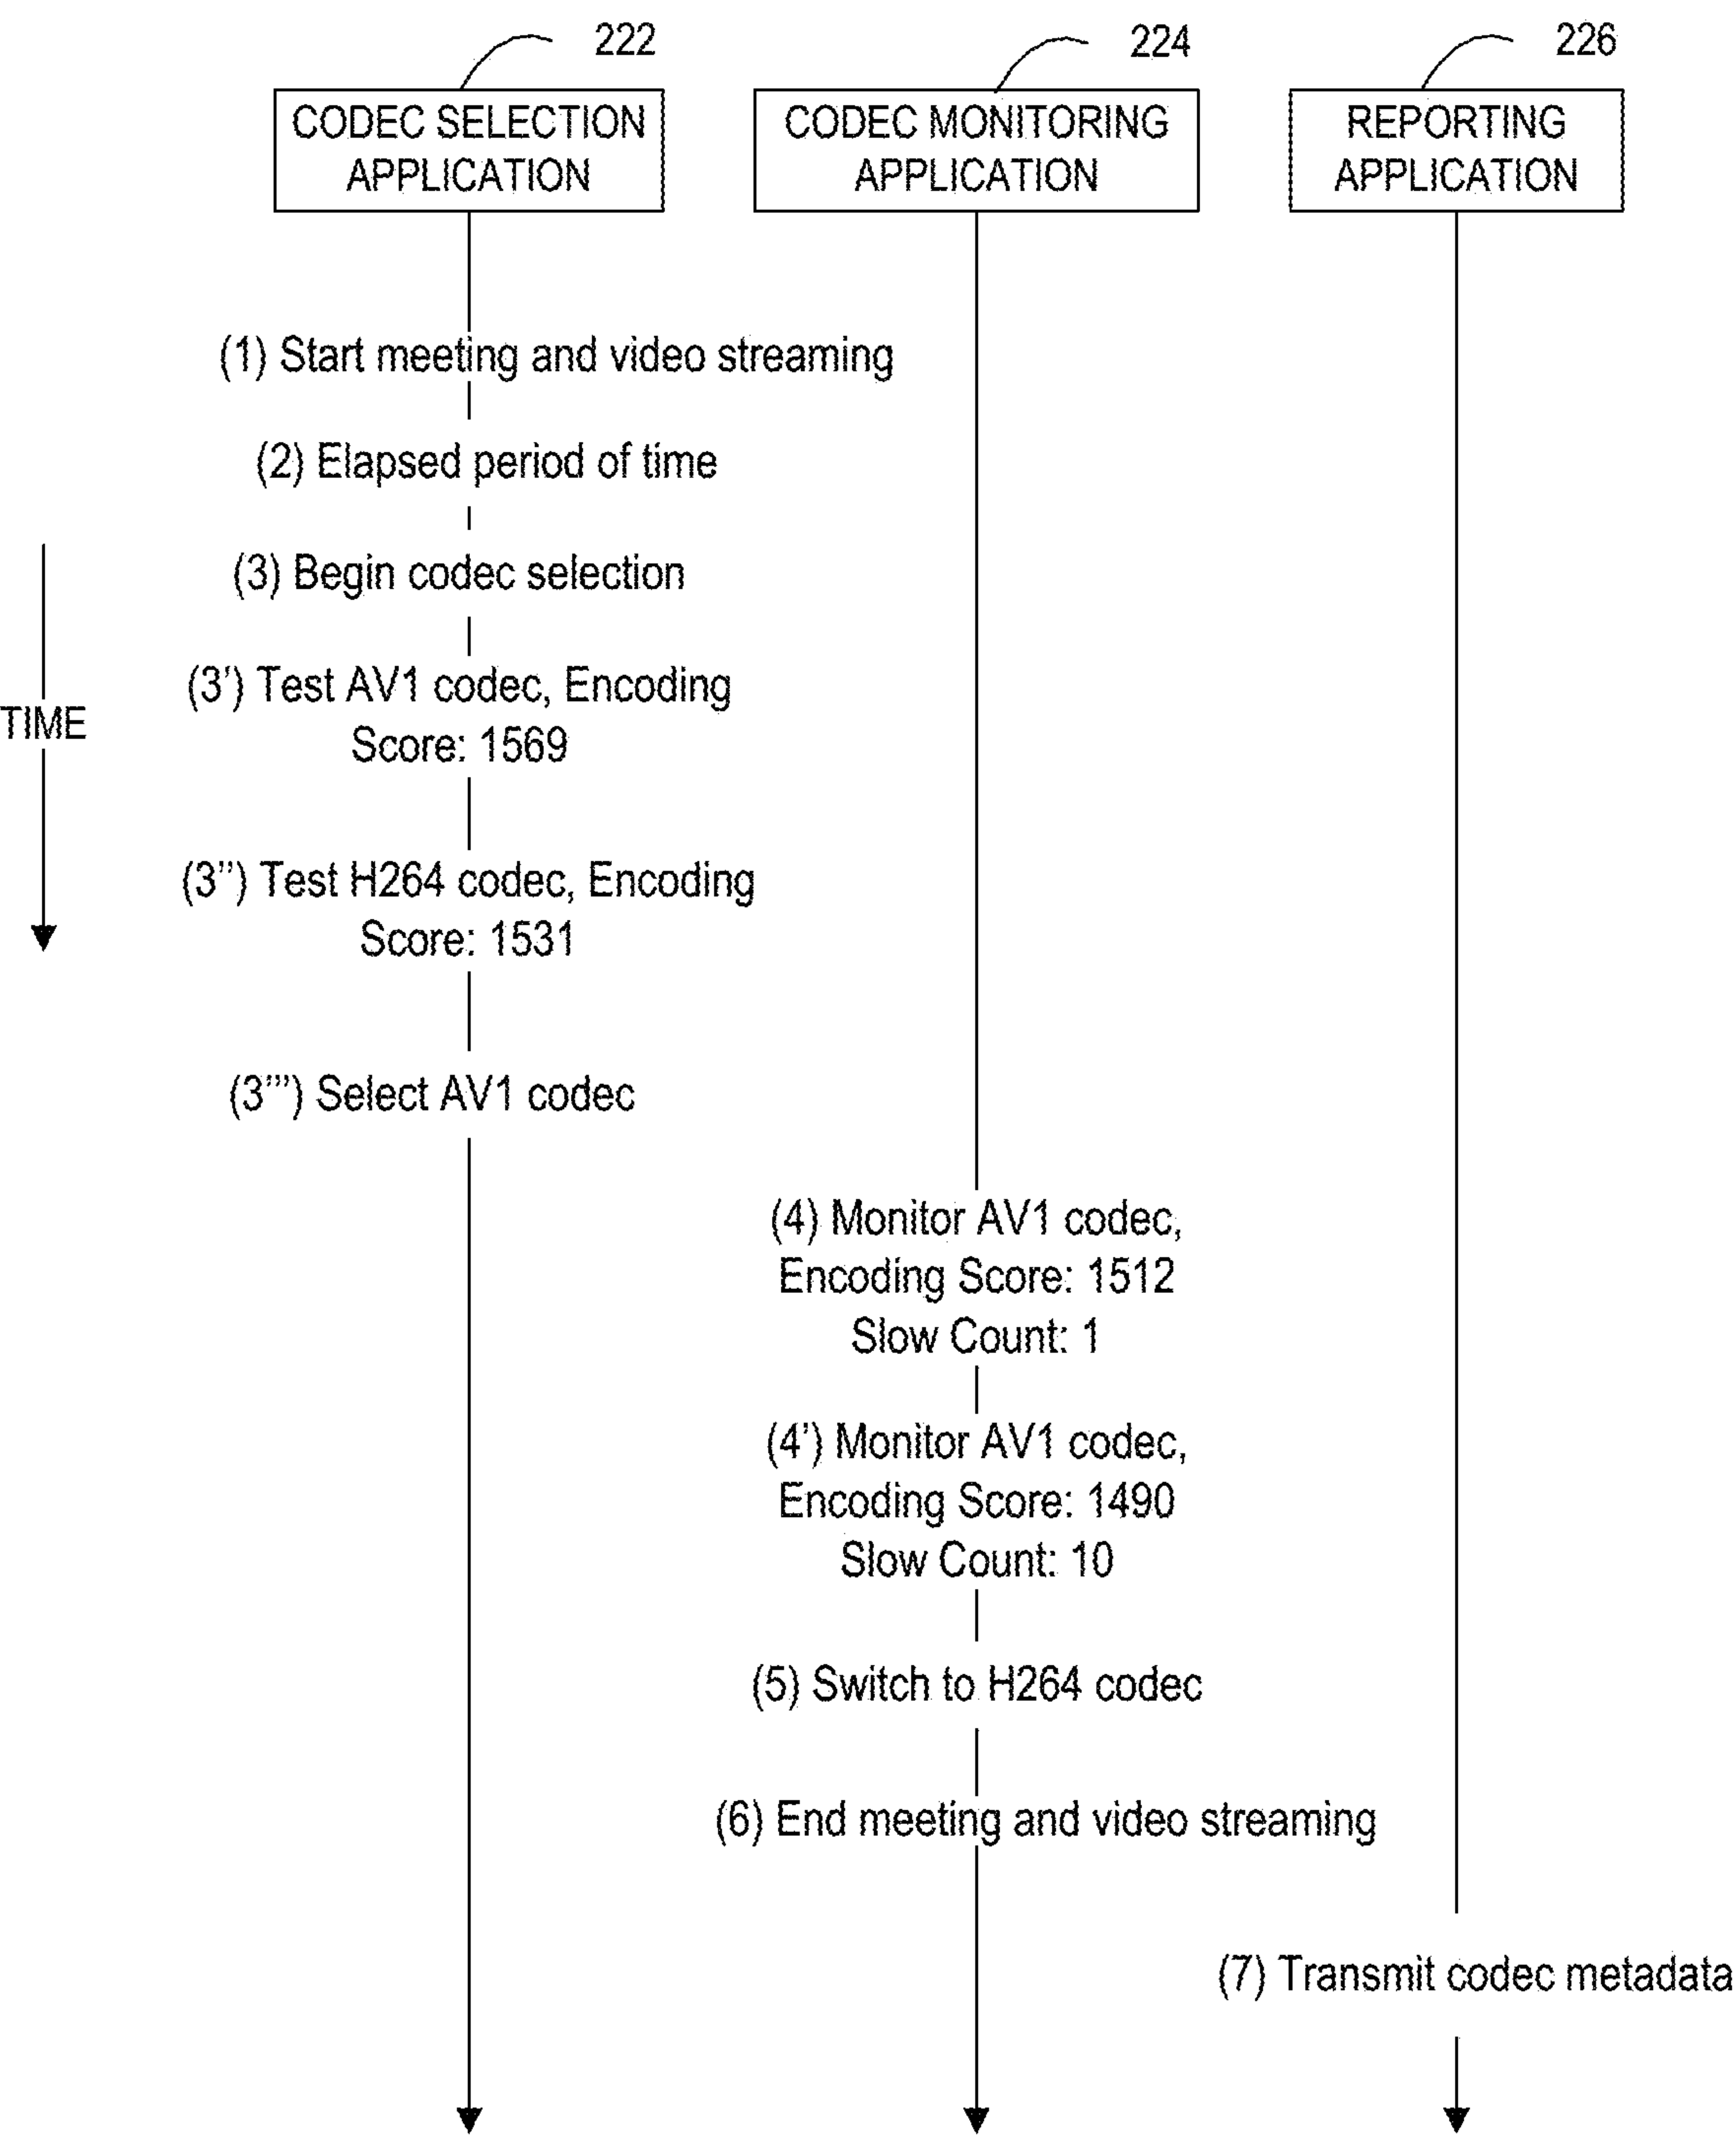 222
224
226
CODEC SELECTION
APPLICATION
CODEC MONITORING
APPLICATION
REPORTING
APPLICATION
(1) Start meeting and video streaming
(2) Elapsed period of time
(3) Begin codec selection
(3') Test AV1 codec, Encoding
Score: 1569
TIME
(3'') Test H264 codec, Encoding
Score: 1531
(3''') Select AV1 codec
(4) Monitor AV1 codec,
Encoding Score: 1512
Slow Count: 1
(4') Monitor AV1 codec,
Encoding Score: 1490
Slow Count: 10
(5) Switch to H264 codec
(6) End meeting and video streaming
(7) Transmit codec metadata